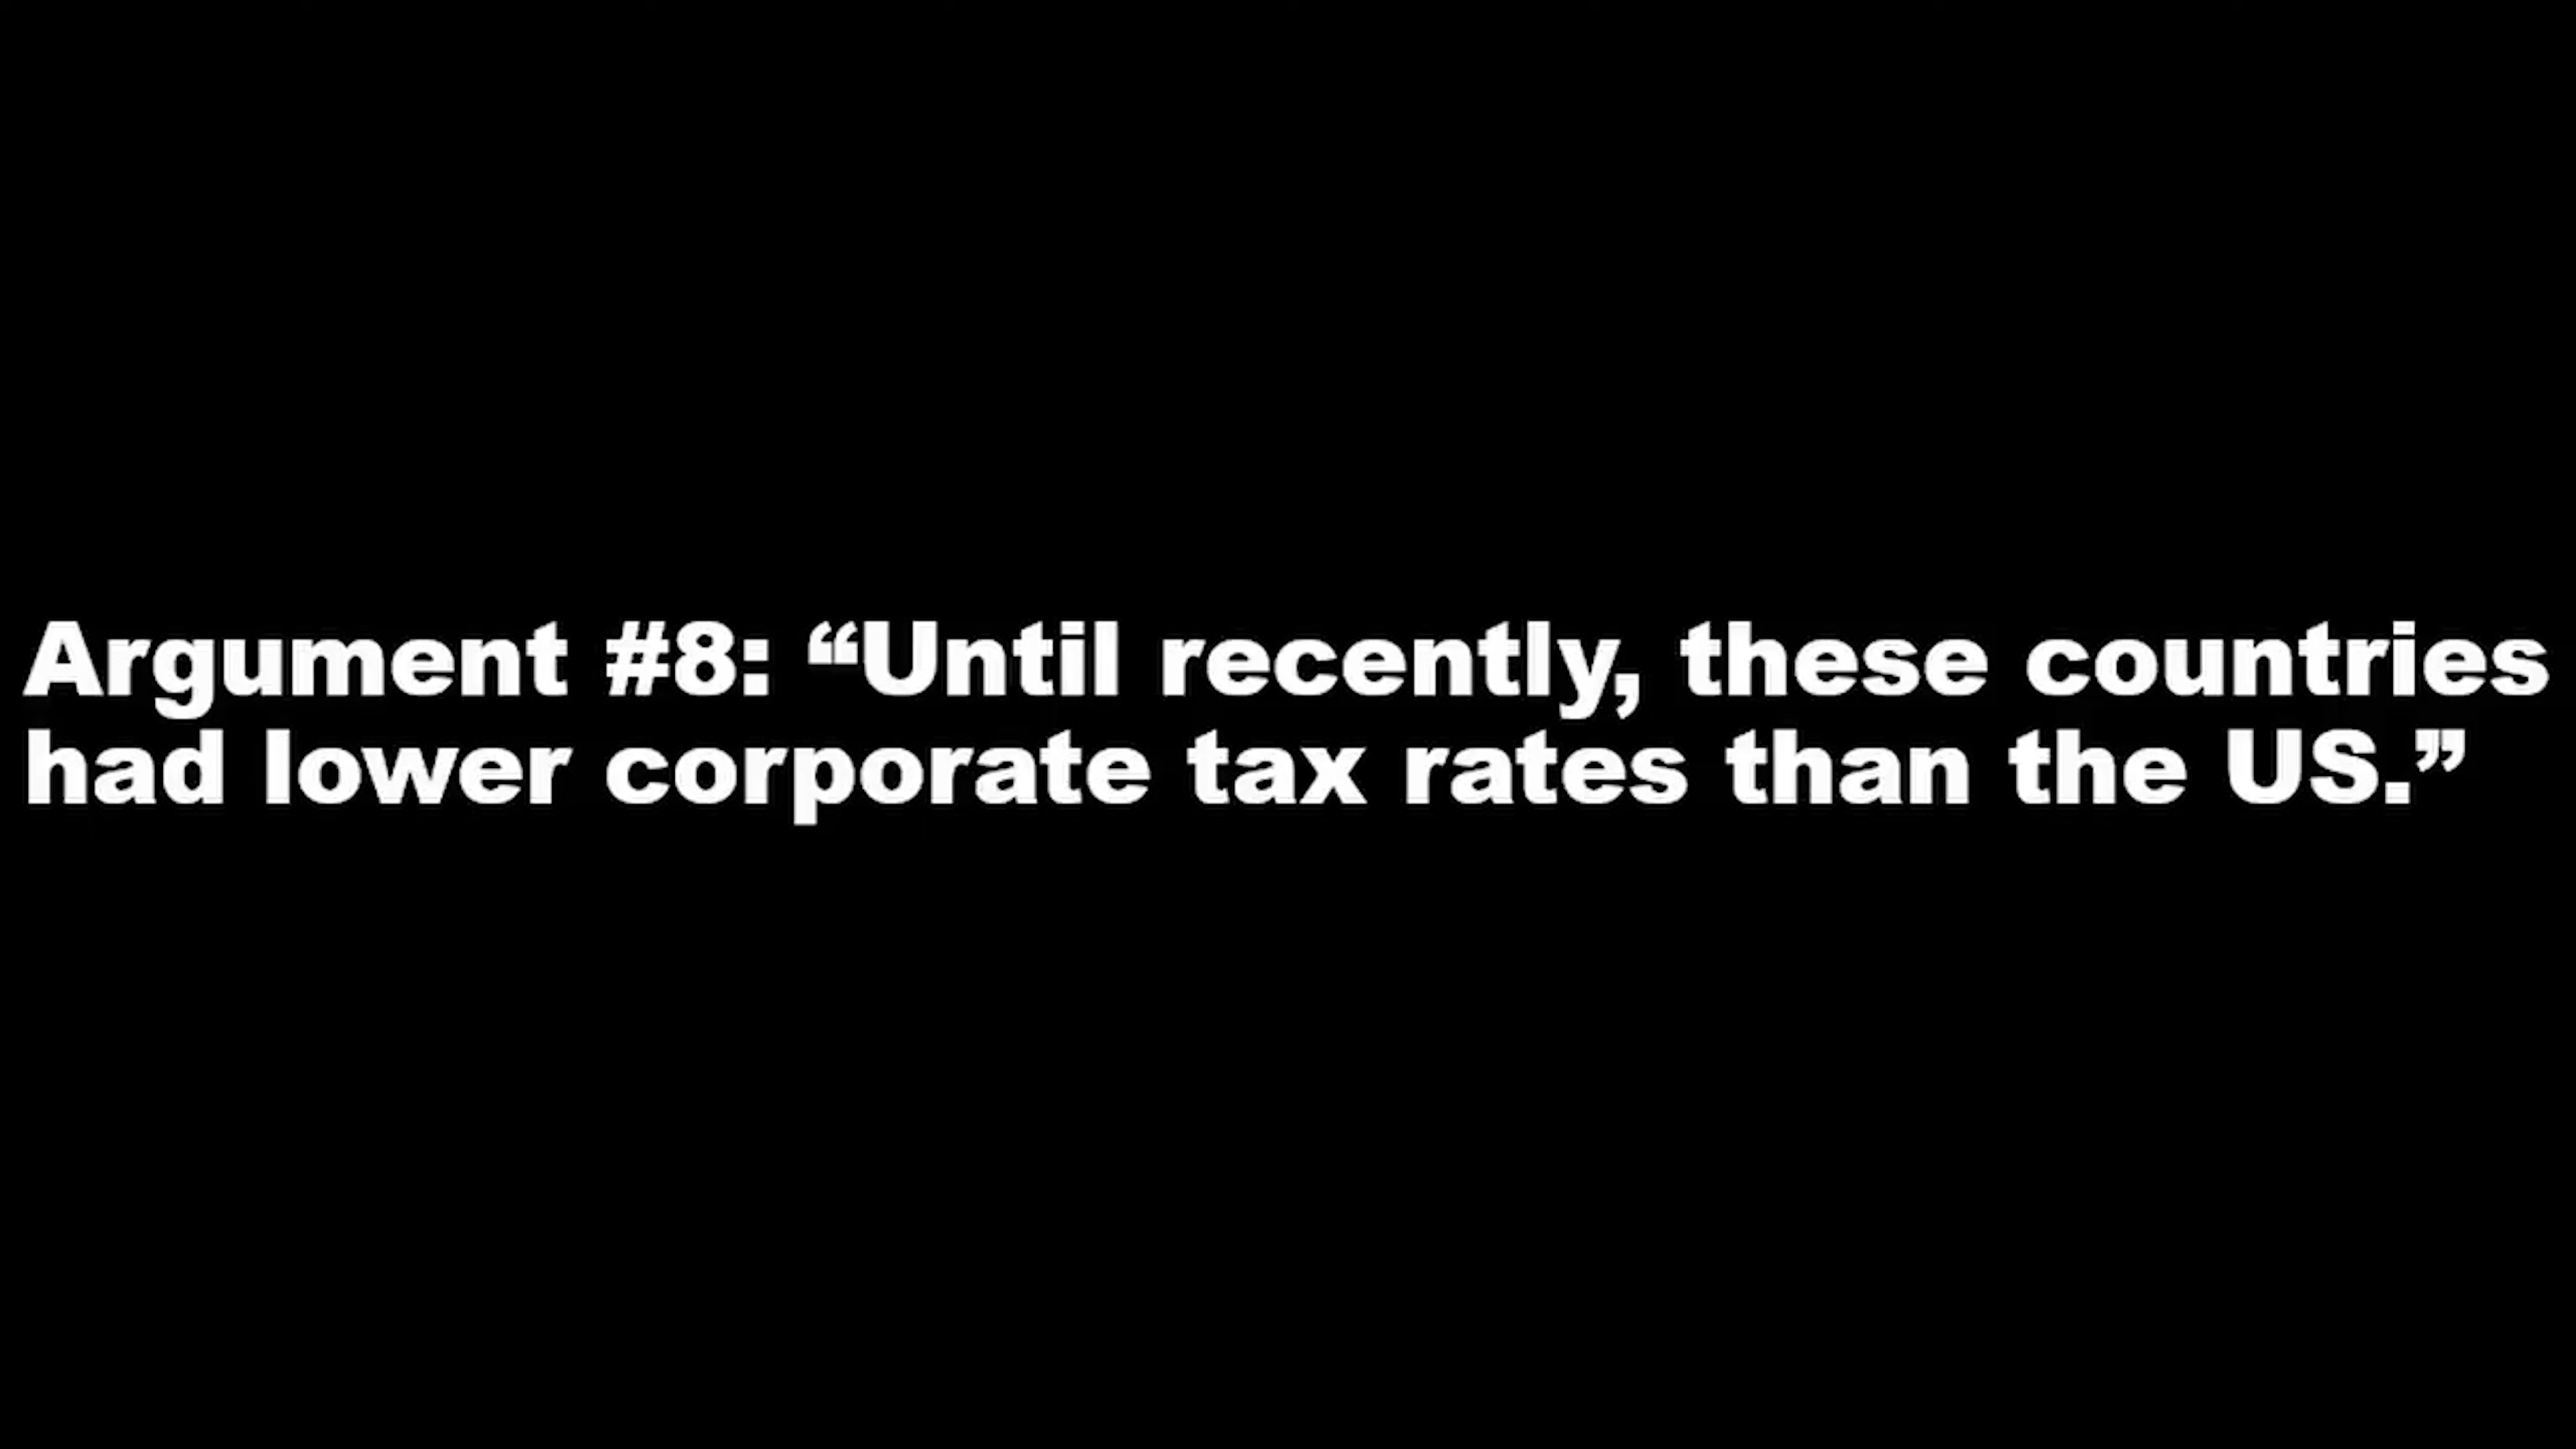 Argument #8: “Until recently, these countries
had lower corporate tax rates than the US.”